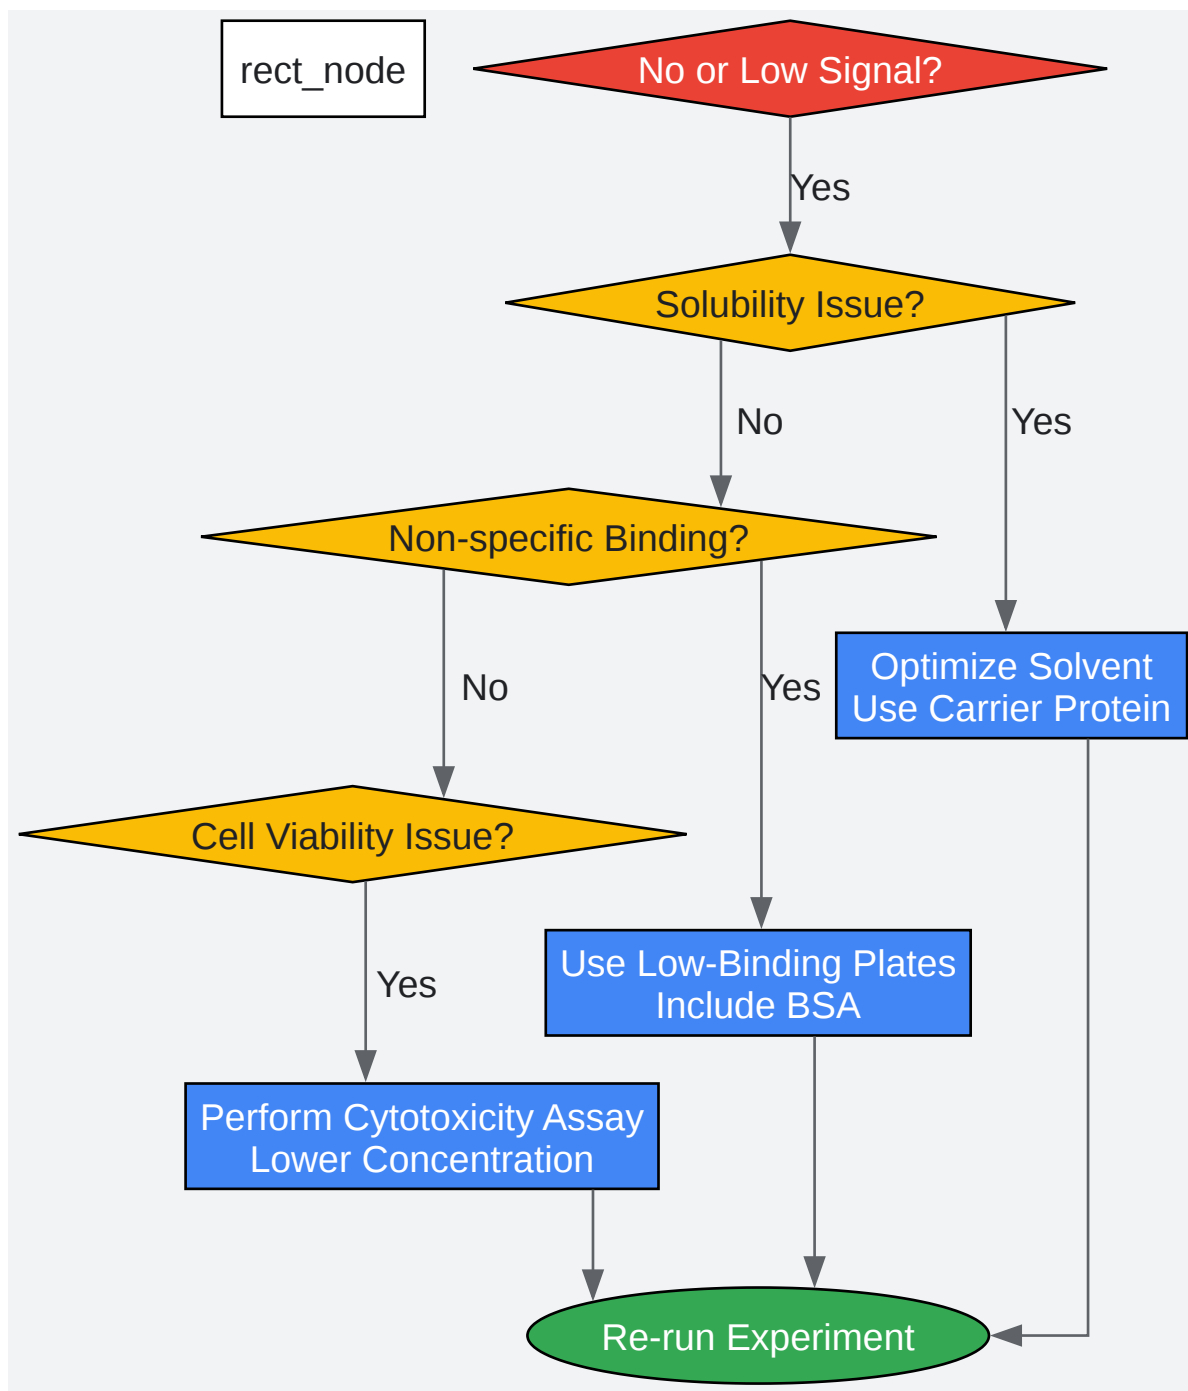 rect_node
No or Low Signal?
Yes
Solubility Issue?
No
Yes
Non-specific Binding?
No
Yes
Optimize Solvent
Use Carrier Protein
Cell Viability Issue?
Yes
Use Low-Binding Plates
Include BSA
Perform Cytotoxicity Assay
Lower Concentration
Re-run Experiment